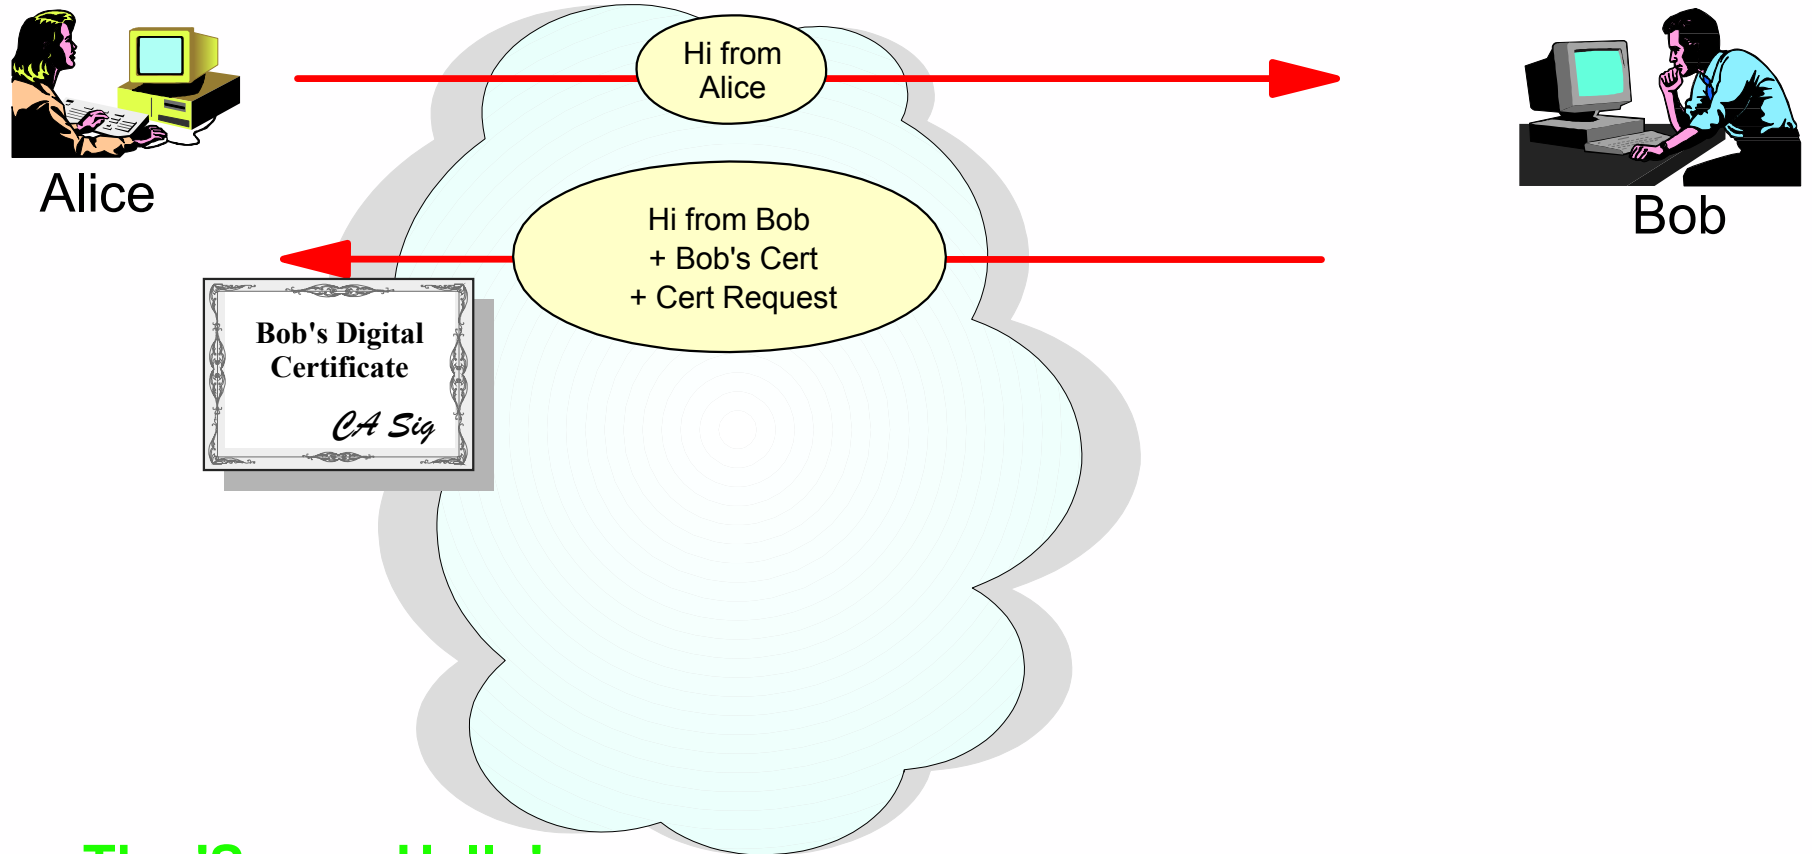 Hi from
Alice
Alice
Bob
Hi from Bob
+ Bob's Cert
+ Cert Request
Bob's Digital
Certificate
CA Sig